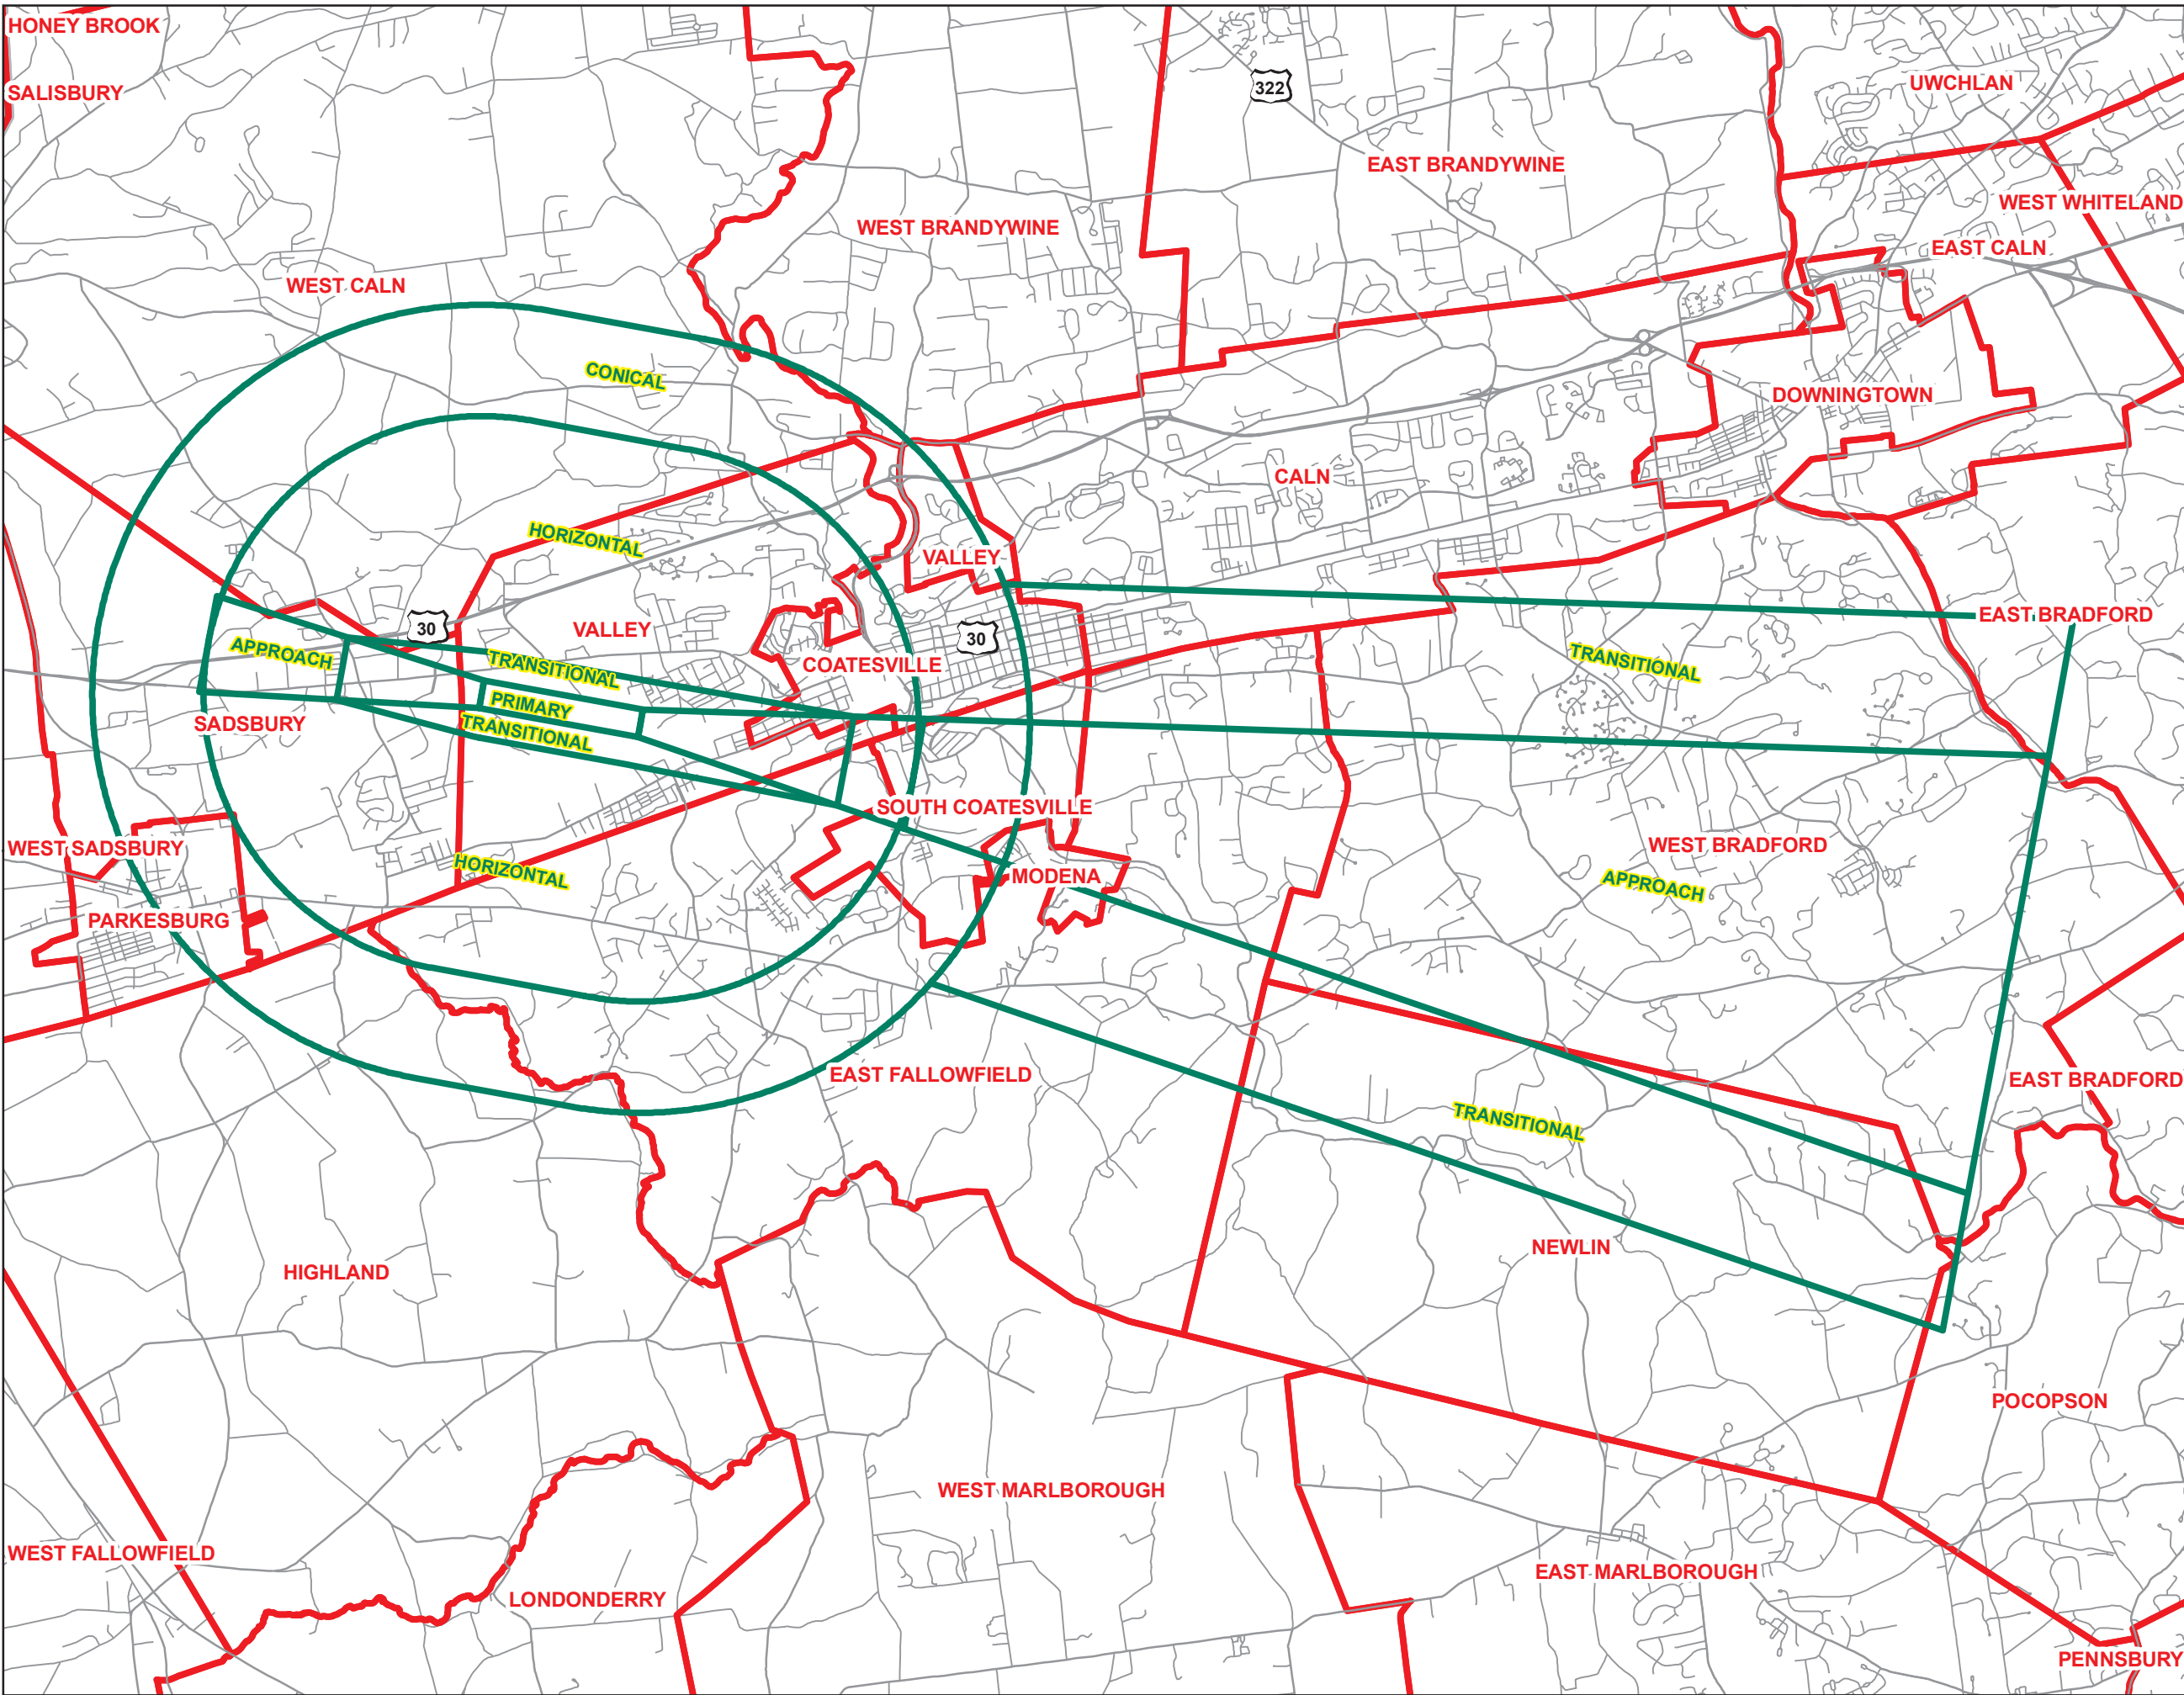 HONEY BROOK
SALISBURY
322
UWCHLAN
EAST BRANDYWINE
WEST WHITELAND
WEST BRANDYWINE
EAST CALN
WEST CALN
CONICAL
DOWNINGTOWN
CALN
HORIZONTAL
VALLEY
EAST BRADFORD
30
VALLEY
30
APPROACH
TRANSITIONAL
COATESVILLE
TRANSITIONAL
PRIMARY
SADSBURY
TRANSITIONAL
SOUTH COATESVILLE
WEST SADSBURY
WEST BRADFORD
HORIZONTAL
MODENA
APPROACH
PARKESBURG
EAST FALLOWFIELD
EAST BRADFORD
TRANSITIONAL
NEWLIN
HIGHLAND
POCOPSON
WEST MARLBOROUGH
WEST FALLOWFIELD
EAST MARLBOROUGH
LONDONDERRY
PENNSBURY